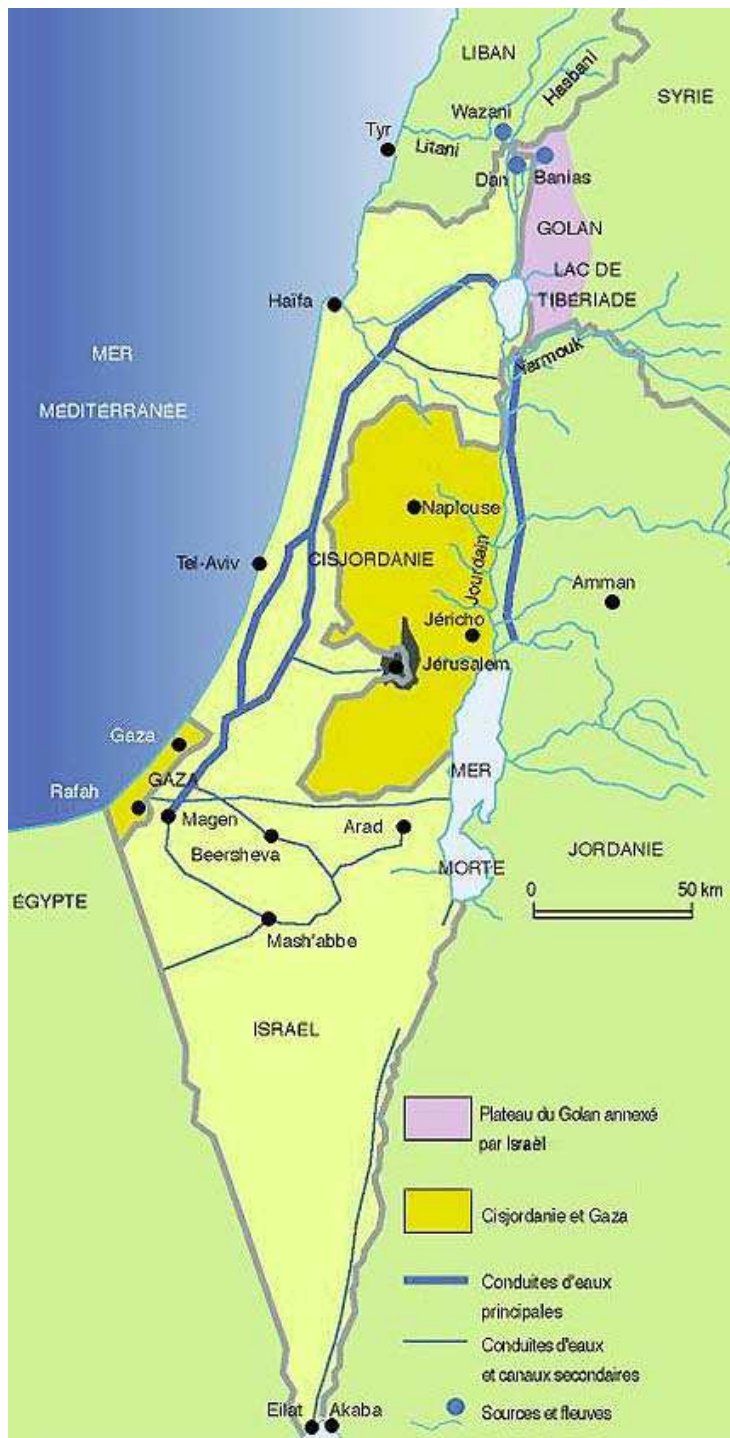 LIBAN
Hasbani
SYRIE
Wazani
Tyr
Litani
Dan
Banias
GOLAN
LAC DE
TIBÉRIADE
Haïfa
Yarmouk
MER
MÉDITERRANÉE
Naplouse
CISJORDANIE
Tel-Aviv
Jourdain
Amman
Jéricho
Jérusalem
Gaza
GAZA
Rafah
MER
Magen
Arad
Beersheva
MORTE
JORDANIE
0 50 km
ÉGYPTE
Mash'abbe
ISRAËL
Plateau du Golan annexé
par Israël
Cisjordanie et Gaza
Conduites d'eaux
principales
Conduites d'eaux
et canaux secondaires
Sources et fleuves
Eilat
Akaba